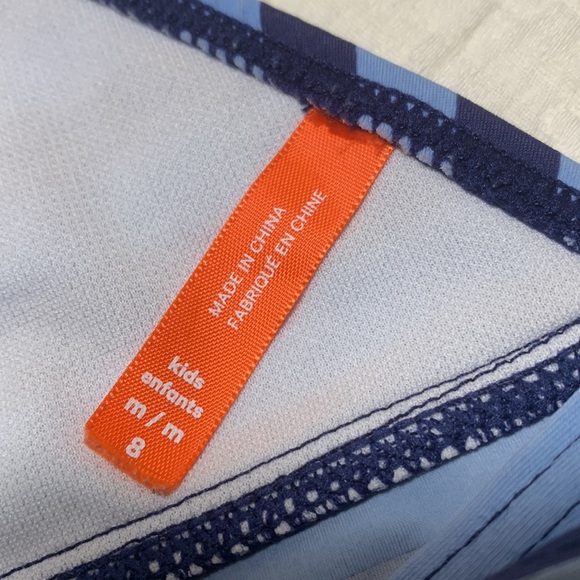 MADE IN CHINA
FABRIQUÉ EN CHINE
kids
enfants
m/m
8